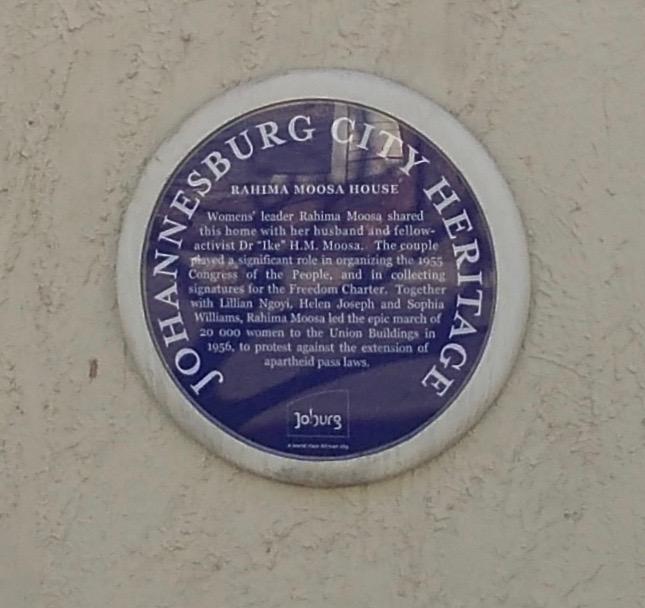 JOHANNESBURG CITY HERITAGE
RAHIMA MOOSA HOUSE
Womens' leader Rahima Moosa shared
this home with her husband and fellow-
activist Dr "Ike" H.M. Moosa. The couple
played a significant role in organizing the 1955
Congress of the People, and in collecting
signatures for the Freedom Charter. Together
with Lillian Ngoyi, Helen Joseph and Sophia
Williams, Rahima Moosa led the epic march of
20 000 women to the Union Buildings in
1956, to protest against the extension of
apartheid pass laws.
Joburg
a world class African city